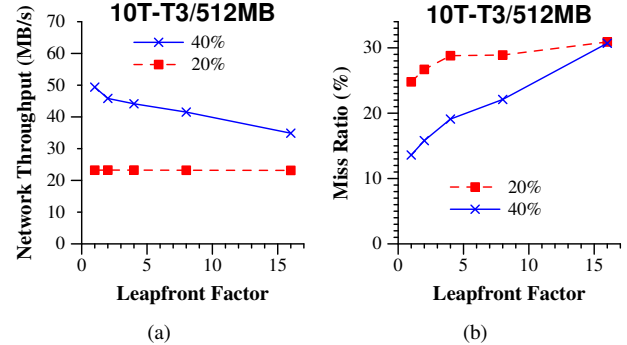 10T-T3/512MB
Network Throughput (MB/s)
70
60
50
40
30
20
10
0
40%
20%
0 5 10 15
Leapfront Factor
(a)
10T-T3/512MB
Miss Ratio (%)
30
20
10
0
20%
40%
0 5 10 15
Leapfront Factor
(b)